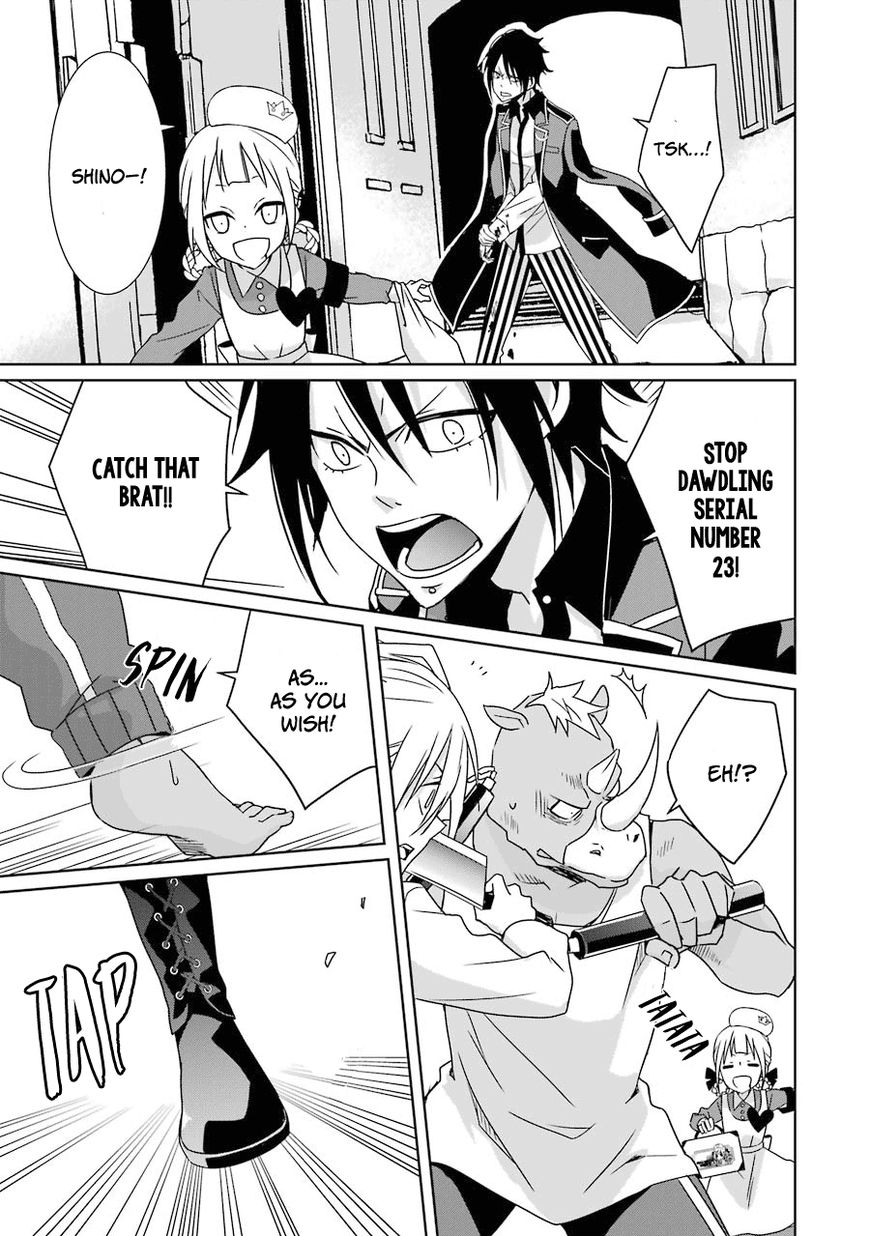 TSK...!
SHINO-!
STOP
DAWDLING
SERIAL
NUMBER
23!
CATCH THAT
BRAT!!
EH!?
TATATA
AS...
AS YOU
WISH!
SPIN
TAP